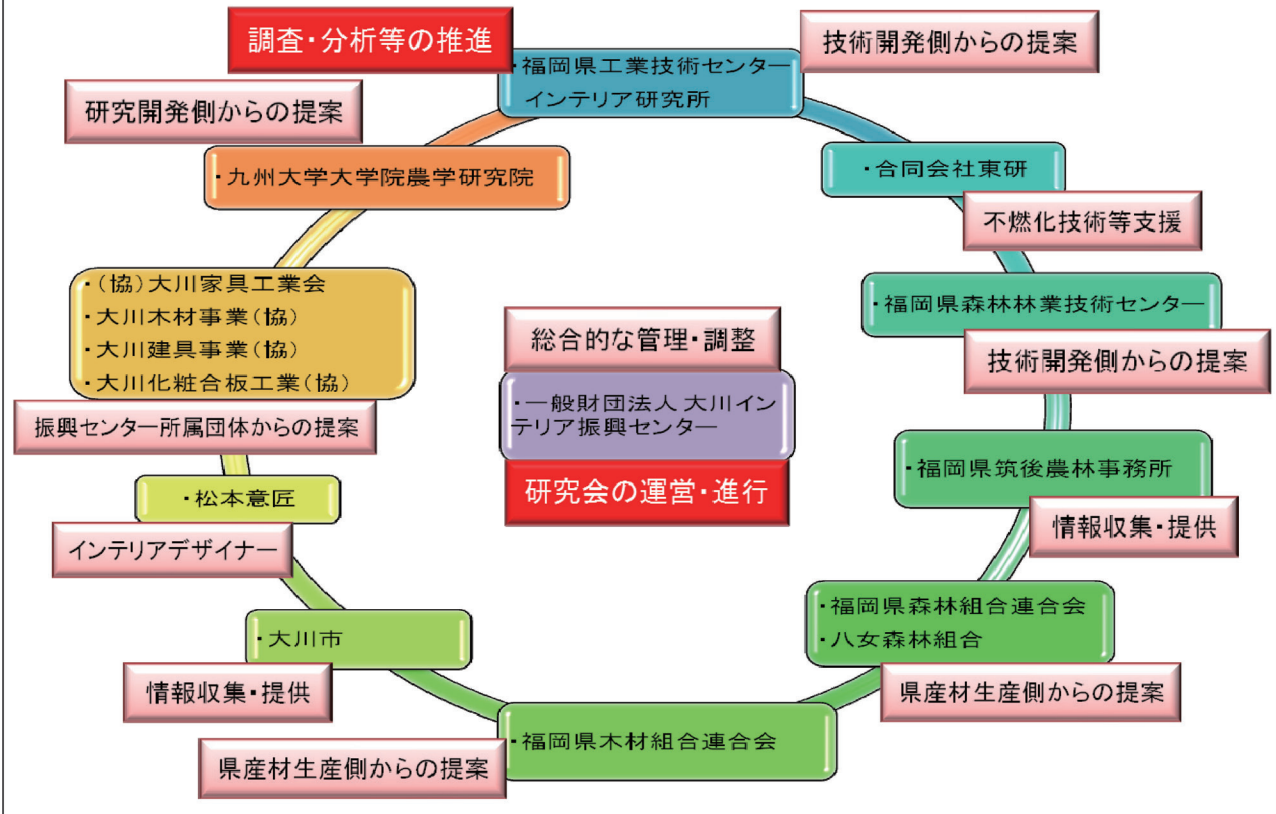 調査・分析等の推進
技術開発側からの提案
・福岡県工業技術センター
インテリア研究所
研究開発側からの提案
・九州大学大学院農学研究院
・合同会社東研
不燃化技術等支援
・(協)大川家具工業会
・大川木材事業(協)
・大川建具事業(協)
・大川化粧合板工業(協)
振興センター所属団体からの提案
・福岡県森林林業技術センター
技術開発側からの提案
総合的な管理・調整
・一般財団法人 大川イン
テリア振興センター
研究会の運営・進行
・福岡県筑後農林事務所
情報収集・提供
・松本意匠
インテリアデザイナー
・福岡県森林組合連合会
・八女森林組合
県産材生産側からの提案
・大川市
情報収集・提供
・福岡県木材組合連合会
県産材生産側からの提案